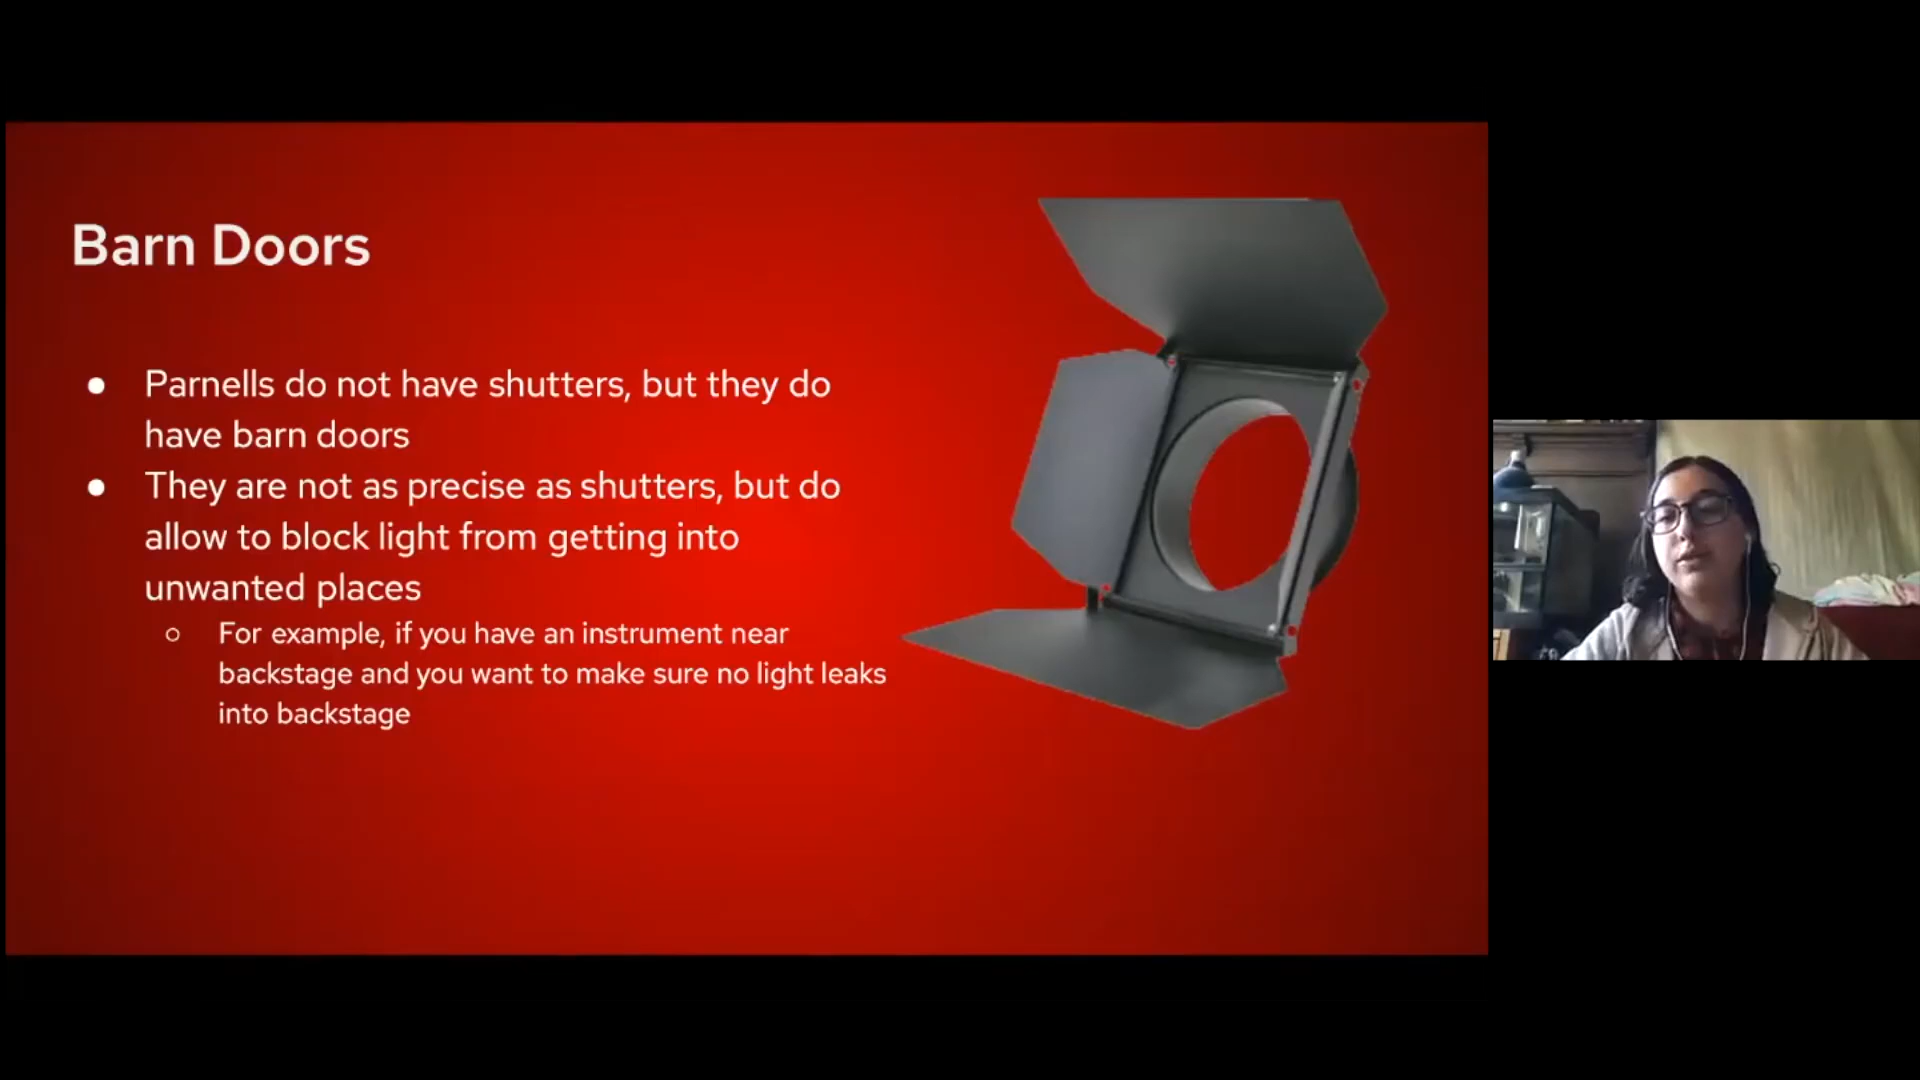 Barn Doors
● Parnells do not have shutters, but they do
have barn doors
● They are not as precise as shutters, but do
allow to block light from getting into
unwanted places
○ For example, if you have an instrument near
backstage and you want to make sure no light leaks
into backstage